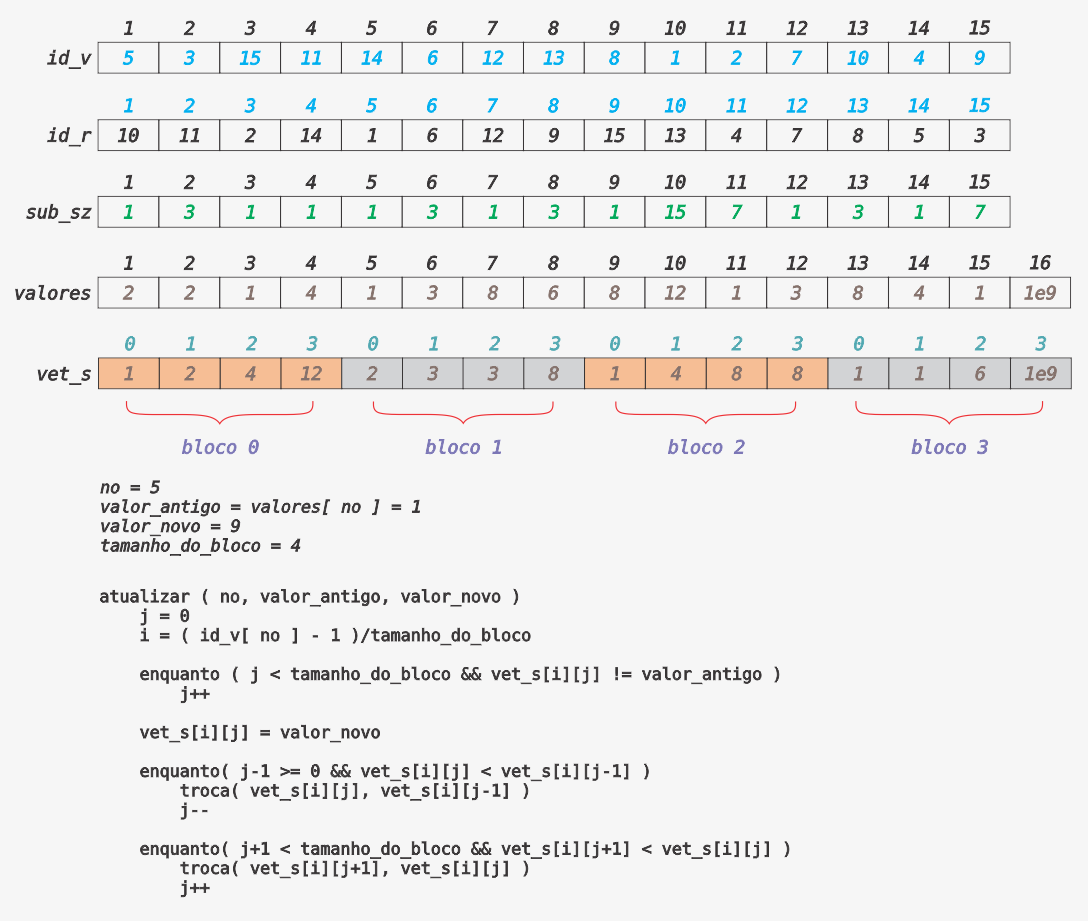 1 2 3 4 5 6 7 8 9 10 11 12 13 14 15
id_v 5 3 15 11 14 6 12 13 8 1 2 7 10 4 9
1 2 3 4 5 6 7 8 9 10 11 12 13 14 15
id_r 10 11 2 14 1 6 12 9 15 13 4 7 8 5 3
1 2 3 4 5 6 7 8 9 10 11 12 13 14 15
sub_sz 1 3 1 1 1 3 1 3 1 15 7 1 3 1 7
1 2 3 4 5 6 7 8 9 10 11 12 13 14 15 16
valores 2 2 1 4 1 3 8 6 8 12 1 3 8 4 1 1e9
0 1 2 3 0 1 2 3 0 1 2 3 0 1 2 3
vet_s 1 2 4 12 2 3 3 8 1 4 8 8 1 1 6 1e9
bloco 0 bloco 1 bloco 2 bloco 3
no = 5
valor_antigo = valores[ no ] = 1
valor_novo = 9
tamanho_do_bloco = 4
atualizar ( no, valor_antigo, valor_novo )
j = 0
i = ( id_v[ no ] - 1 )/tamanho_do_bloco
enquanto ( j < tamanho_do_bloco && vet_s[i][j] != valor_antigo )
j++
vet_s[i][j] = valor_novo
enquanto( j-1 >= 0 && vet_s[i][j] < vet_s[i][j-1] )
troca( vet_s[i][j], vet_s[i][j-1] )
j--
enquanto( j+1 < tamanho_do_bloco && vet_s[i][j+1] < vet_s[i][j] )
troca( vet_s[i][j+1], vet_s[i][j] )
j++